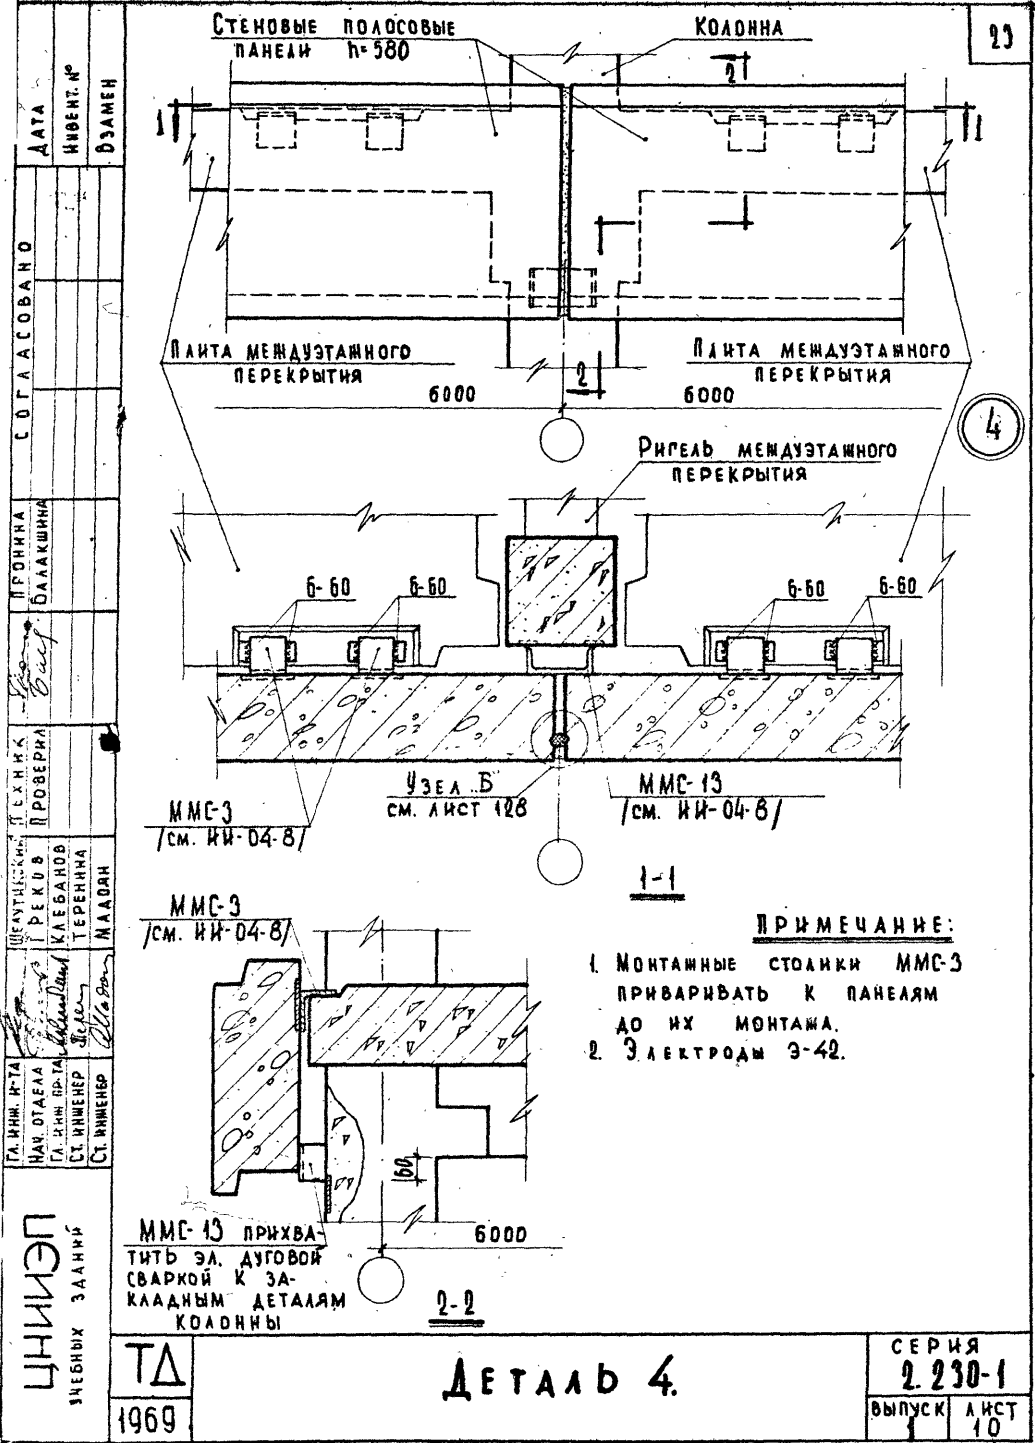 23
СТЕНОВЫЕ ПОЛОСОВЫЕ
ПАНЕЛИ h=580
КОЛОННА
2
1
1
ПЛИТА МЕЖДУЭТАЖНОГО
ПЕРЕКРЫТИЯ
ПЛИТА МЕЖДУЭТАЖНОГО
ПЕРЕКРЫТИЯ
2
6000
6000
4
РИГЕЛЬ МЕЖДУЭТАЖНОГО
ПЕРЕКРЫТИЯ
6-60
6-60
6-60
6-60
УЗЕЛ „Б"
СМ. ЛИСТ 128
ММС-13
/СМ. ИИ-04-8/
ММС-3
/СМ. ИИ-04-8/
1-1
ММС-3
/СМ. ИИ-04-8/
ПРИМЕЧАНИЕ:
1. МОНТАЖНЫЕ СТОЛИКИ ММС-3
ПРИВАРИВАТЬ К ПАНЕЛЯМ
ДО ИХ МОНТАЖА.
2. ЭЛЕКТРОДЫ Э-42.
60
6000
ММС-13 ПРИХВА-
ТИТЬ ЭЛ. ДУГОВОЙ
СВАРКОЙ К ЗА-
КЛАДНЫМ ДЕТАЛЯМ
КОЛОННЫ
2-2
ТД
1969
ДЕТАЛЬ 4.
СЕРИЯ
2.230-1
ВЫПУСК
1
ЛИСТ
10
ДАТА
ИНВЕНТ. №
ВЗАМЕН
СОГЛАСОВАНО
ТЕХНИК ПРОНИНА
ПРОВЕРИЛ БАЛАКШИНА
ГЛ. ИНЖ. И-ТА
НАЧ. ОТДЕЛА ГРЕКОВ
ГЛ. ИНЖ ПР-ТА КЛЕБАНОВ
СТ. ИНЖЕНЕР ТЕРЕНИНА
СТ. ИНЖЕНЕР МАДОЯН
ЦНИИЭП
УЧЕБНЫХ ЗДАНИЙ